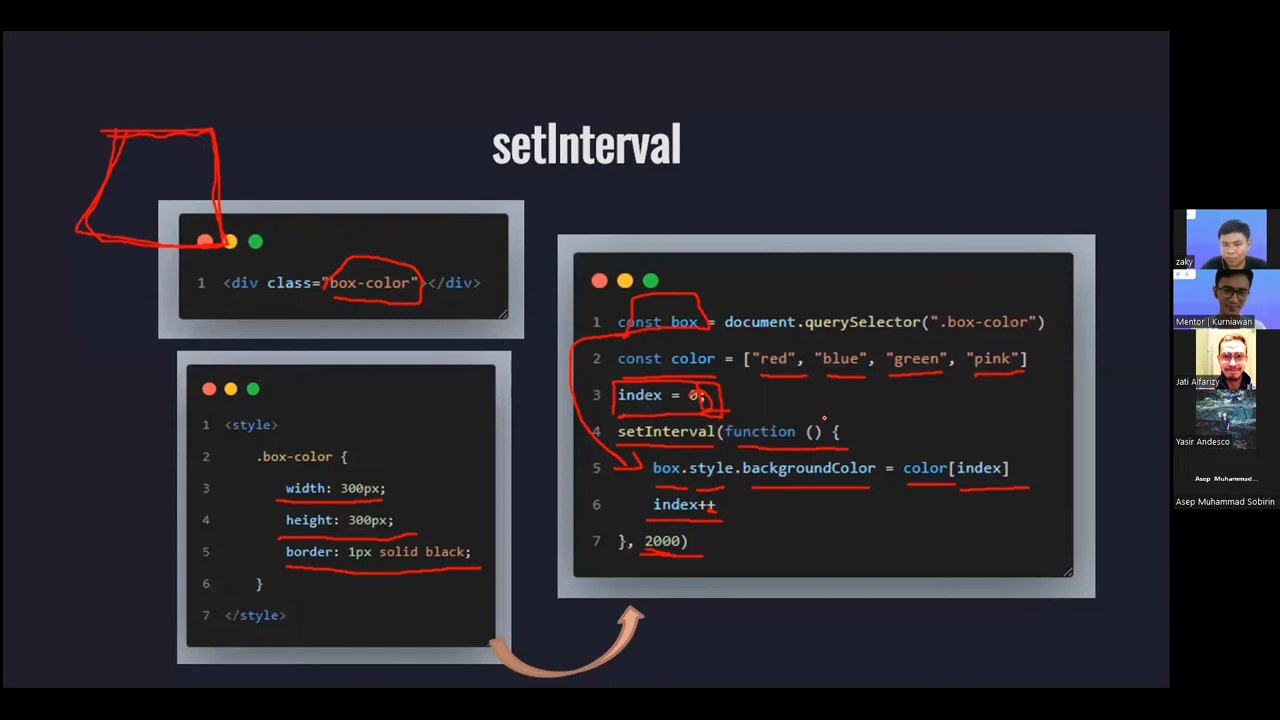 setInterval
1 <div class="box-color"></div>
1 <style>
2 .box-color {
3 width: 300px;
4 height: 300px;
5 border: 1px solid black;
6 }
7 </style>
1 const box = document.querySelector(".box-color")
2 const color = ["red", "blue", "green", "pink"]
3 index = 0;
4 setInterval(function () {
5 box.style.backgroundColor = color[index]
6 index++
7 }, 2000)
zaky
Mentor | Kurniawan
Jati Alfarizy
Yasir Andesco
Asep Muhammad...
Asep Muhammad Sobirin